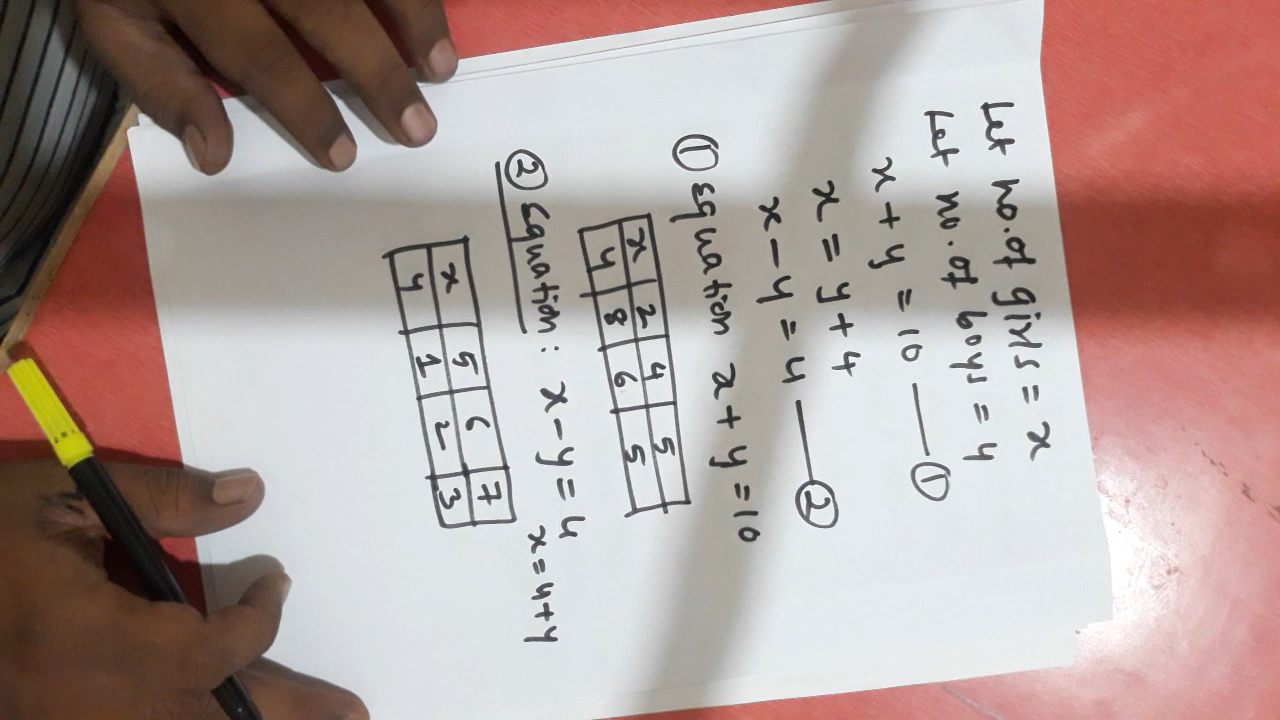 Let no. of girls = x
Let no. of boys = y
x + y = 10 —— ①
x = y + 4
x - y = 4 —— ②
① Equation x + y = 10
x 2 4 5
y 8 6 5
② Equation: x - y = 4
x = 4 + y
x 5 6 7
y 1 2 3